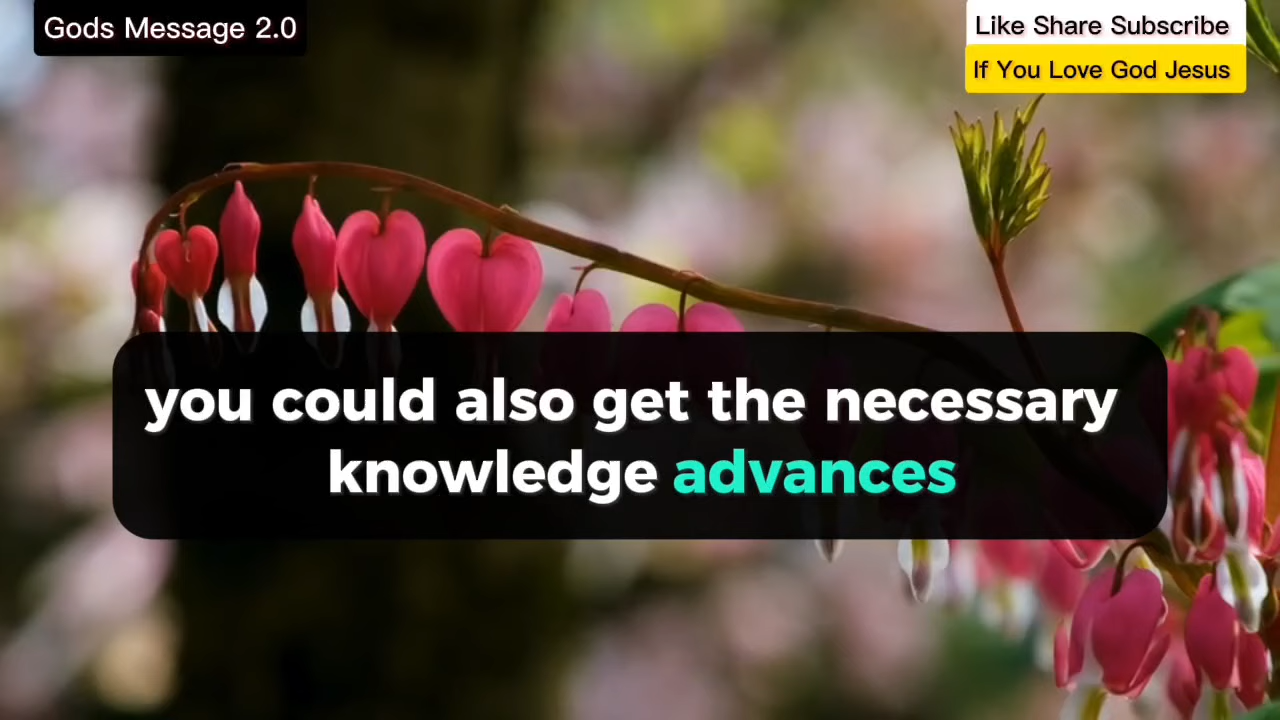 Gods Message 2.0
Like Share Subscribe
If You Love God Jesus
you could also get the necessary
knowledge advances